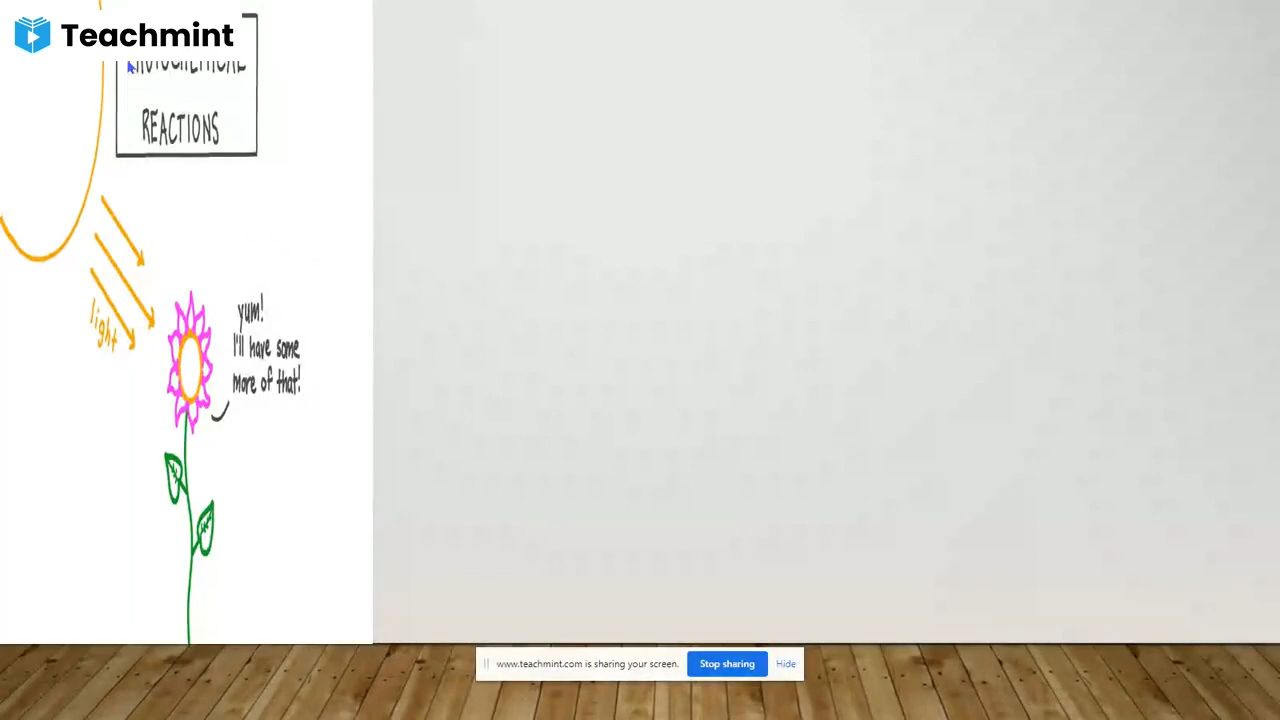 Teachmint
REACTIONS
light
yum!
I'll have some
more of that!
www.teachmint.com is sharing your screen.
Stop sharing
Hide